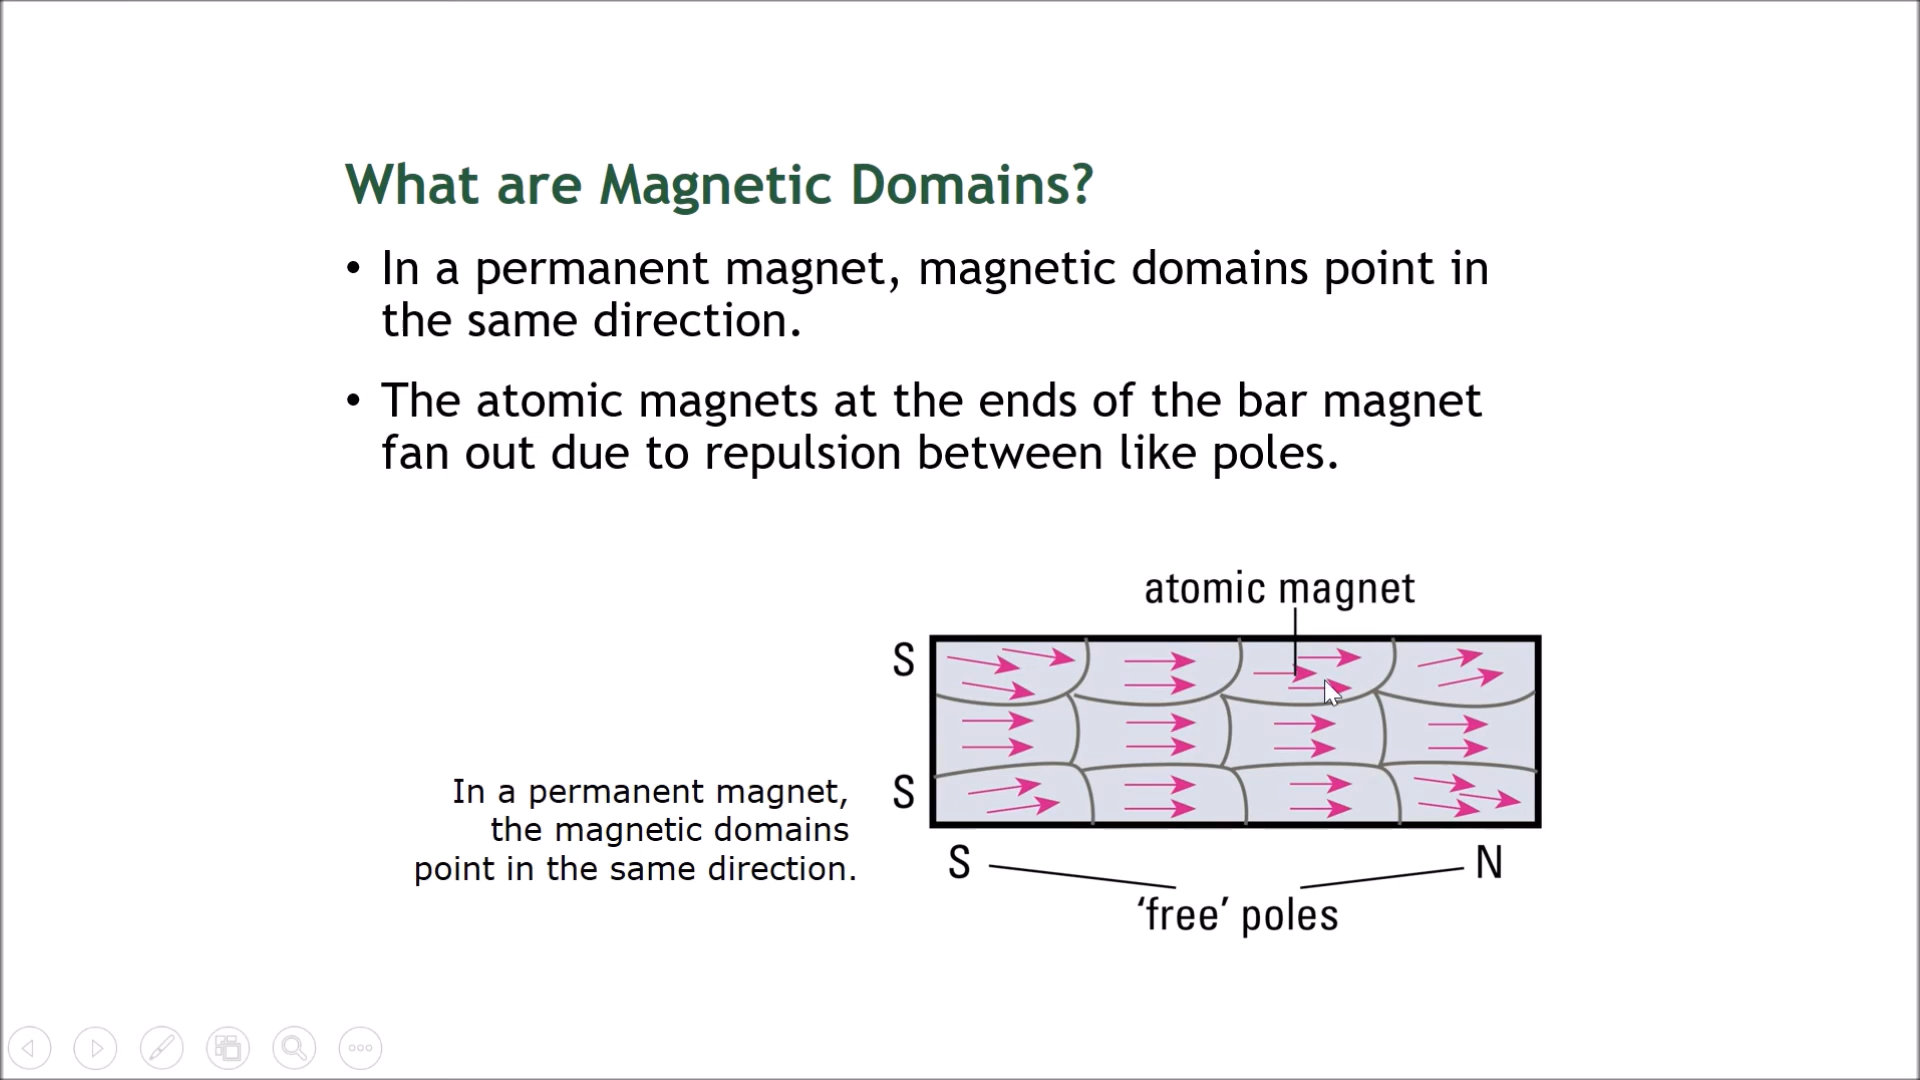 What are Magnetic Domains?
• In a permanent magnet, magnetic domains point in
the same direction.
• The atomic magnets at the ends of the bar magnet
fan out due to repulsion between like poles.
atomic magnet
S
S
In a permanent magnet,
the magnetic domains
point in the same direction.
S
N
‘free’ poles